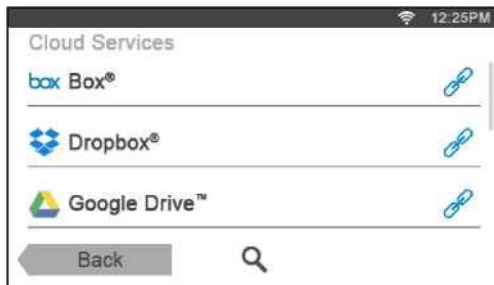 12:25PM
Cloud Services
box Box®
Dropbox®
Google Drive™
Back